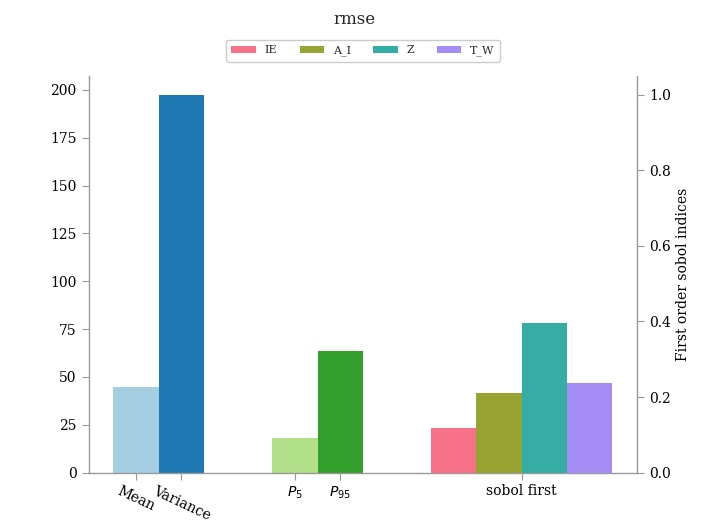 rmse
IE A_I Z T_W
200
175
150
125
100
75
50
25
0
1.0
0.8
0.6
0.4
0.2
0.0
First order sobol indices
Mean
Variance
P5
P95
sobol first